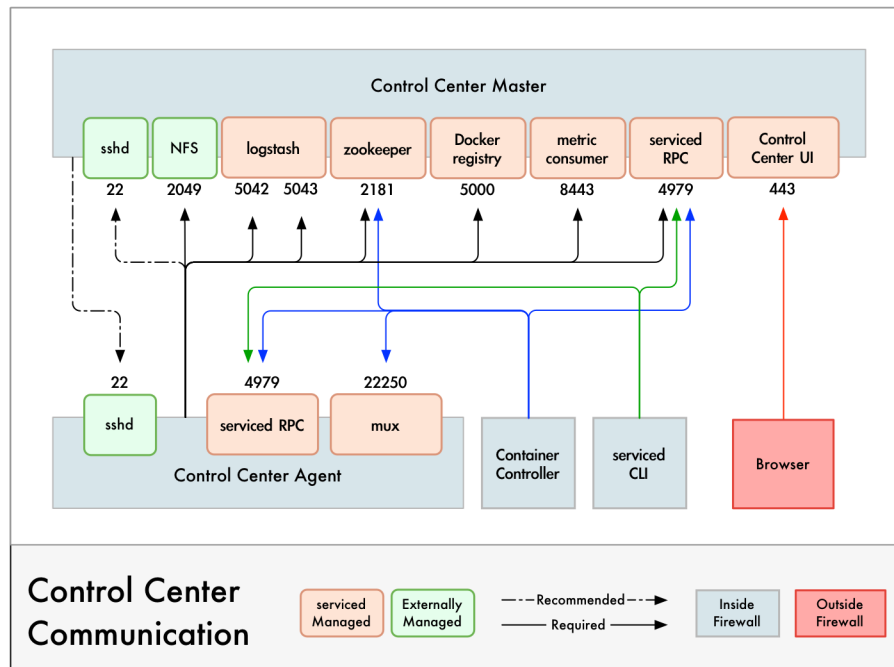 Control Center Master
sshd
NFS
logstash
zookeeper
Docker
registry
metric
consumer
serviced
RPC
Control
Center UI
22
2049
5042
5043
2181
5000
8443
4979
443
22
4979
22250
sshd
serviced RPC
mux
Control Center Agent
Container
Controller
serviced
CLI
Browser
Control Center
Communication
serviced
Managed
Externally
Managed
Recommended
Required
Inside
Firewall
Outside
Firewall